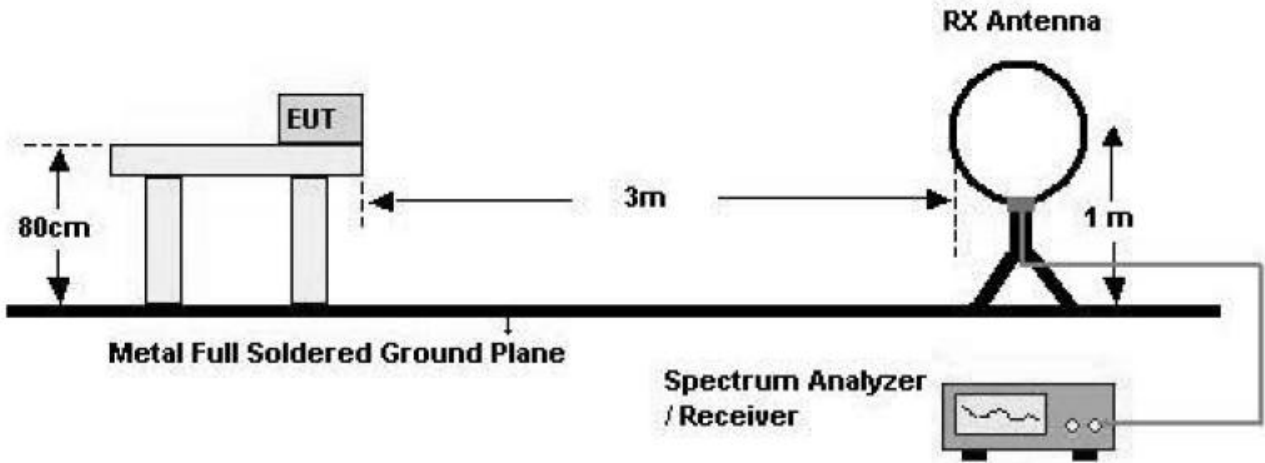 RX Antenna
EUT
80cm
3m
1 m
Metal Full Soldered Ground Plane
Spectrum Analyzer
/ Receiver